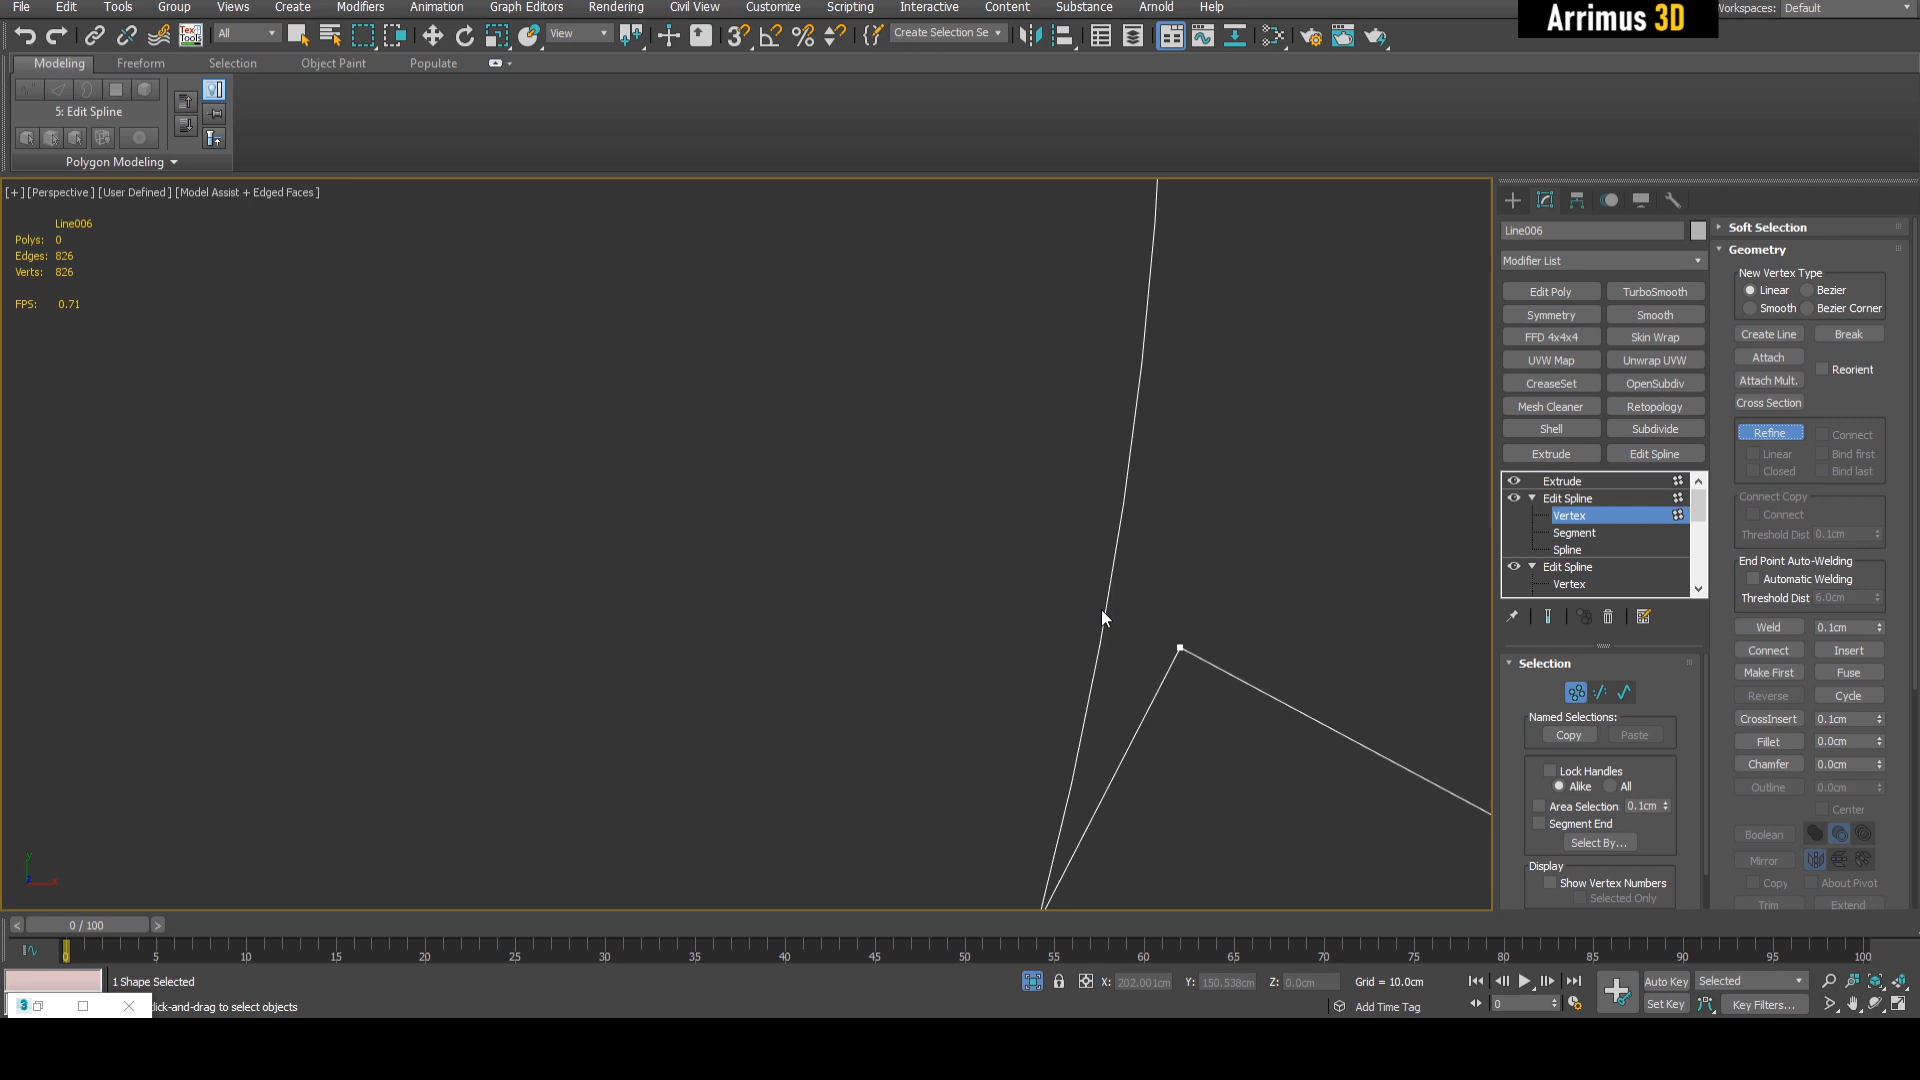 File Edit Tools Group Views Create Modifiers Animation Graph Editors Rendering Civil View Customize Scripting Interactive Content Substance Arnold Help
Workspaces: Default
Arrimus 3D
All
View
Create Selection Se
Modeling Freeform Selection Object Paint Populate
5: Edit Spline
Polygon Modeling
[+] [Perspective] [User Defined] [Model Assist + Edged Faces]
Line006
Polys: 0
Edges: 826
Verts: 826
FPS: 0.71
Line006
Modifier List
Edit Poly TurboSmooth
Symmetry Smooth
FFD 4x4x4 Skin Wrap
UVW Map Unwrap UVW
CreaseSet OpenSubdiv
Mesh Cleaner Retopology
Shell Subdivide
Extrude Edit Spline
Extrude
Edit Spline
Vertex
Segment
Spline
Edit Spline
Vertex
Selection
Named Selections:
Copy Paste
Lock Handles
Alike All
Area Selection 0.1cm
Segment End
Select By...
Display
Show Vertex Numbers
Selected Only
Soft Selection
Geometry
New Vertex Type
Linear Bezier
Smooth Bezier Corner
Create Line Break
Attach
Reorient
Attach Mult.
Cross Section
Refine Connect
Linear Bind first
Closed Bind last
Connect Copy
Connect
Threshold Dist 0.1cm
End Point Auto-Welding
Automatic Welding
Threshold Dist 6.0cm
Weld 0.1cm
Connect Insert
Make First Fuse
Reverse Cycle
CrossInsert 0.1cm
Fillet 0.0cm
Chamfer 0.0cm
Outline 0.0cm
Center
Boolean
Mirror
Copy About Pivot
Trim Extend
0 / 100
0 5 10 15 20 25 30 35 40 45 50 55 60 65 70 75 80 85 90 95 100
1 Shape Selected
lick-and-drag to select objects
X: 202.001cm Y: 150.538cm Z: 0.0cm Grid = 10.0cm
Add Time Tag
0
Auto Key Selected
Set Key Key Filters...